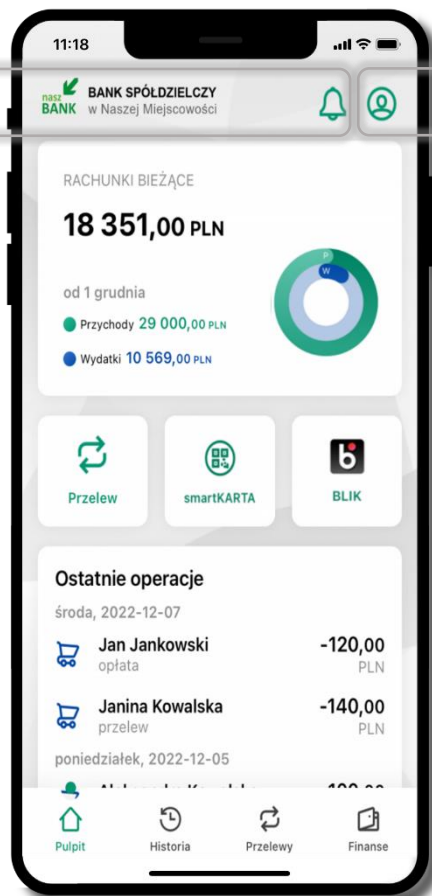 11:18
nasz BANK BANK SPÓŁDZIELCZY
w Naszej Miejscowości
RACHUNKI BIEŻĄCE
18 351,00 PLN
od 1 grudnia
Przychody 29 000,00 PLN
Wydatki 10 569,00 PLN
P
W
Przelew
smartKARTA
BLIK
Ostatnie operacje
środa, 2022-12-07
Jan Jankowski -120,00
opłata PLN
Janina Kowalska -140,00
przelew PLN
poniedziałek, 2022-12-05
Pulpit Historia Przelewy Finanse